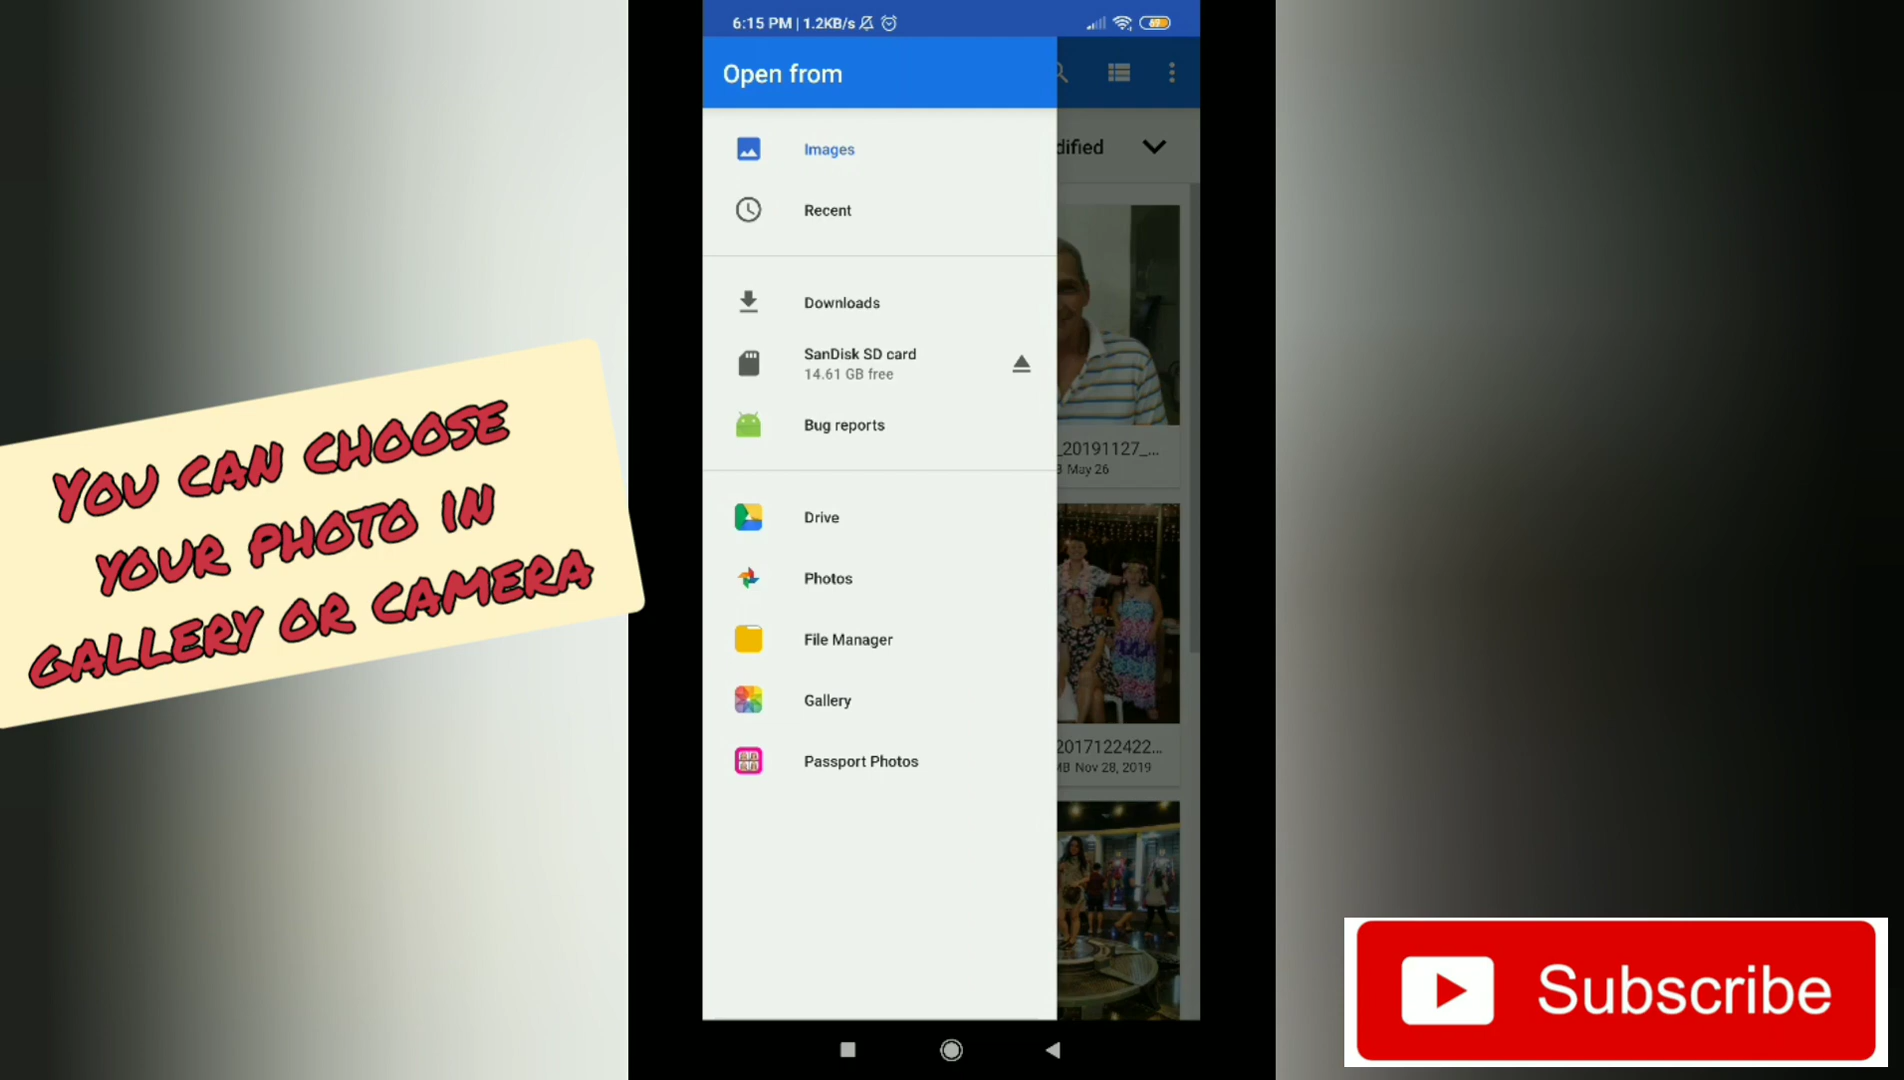 6:15 PM | 1.2KB/s
69
Open from
Images
Recent
Downloads
SanDisk SD card
14.61 GB free
Bug reports
Drive
Photos
File Manager
Gallery
Passport Photos
dified
_20191127_...
May 26
2017122422...
MB Nov 28, 2019
You can choose
your photo in
gallery or camera
Subscribe